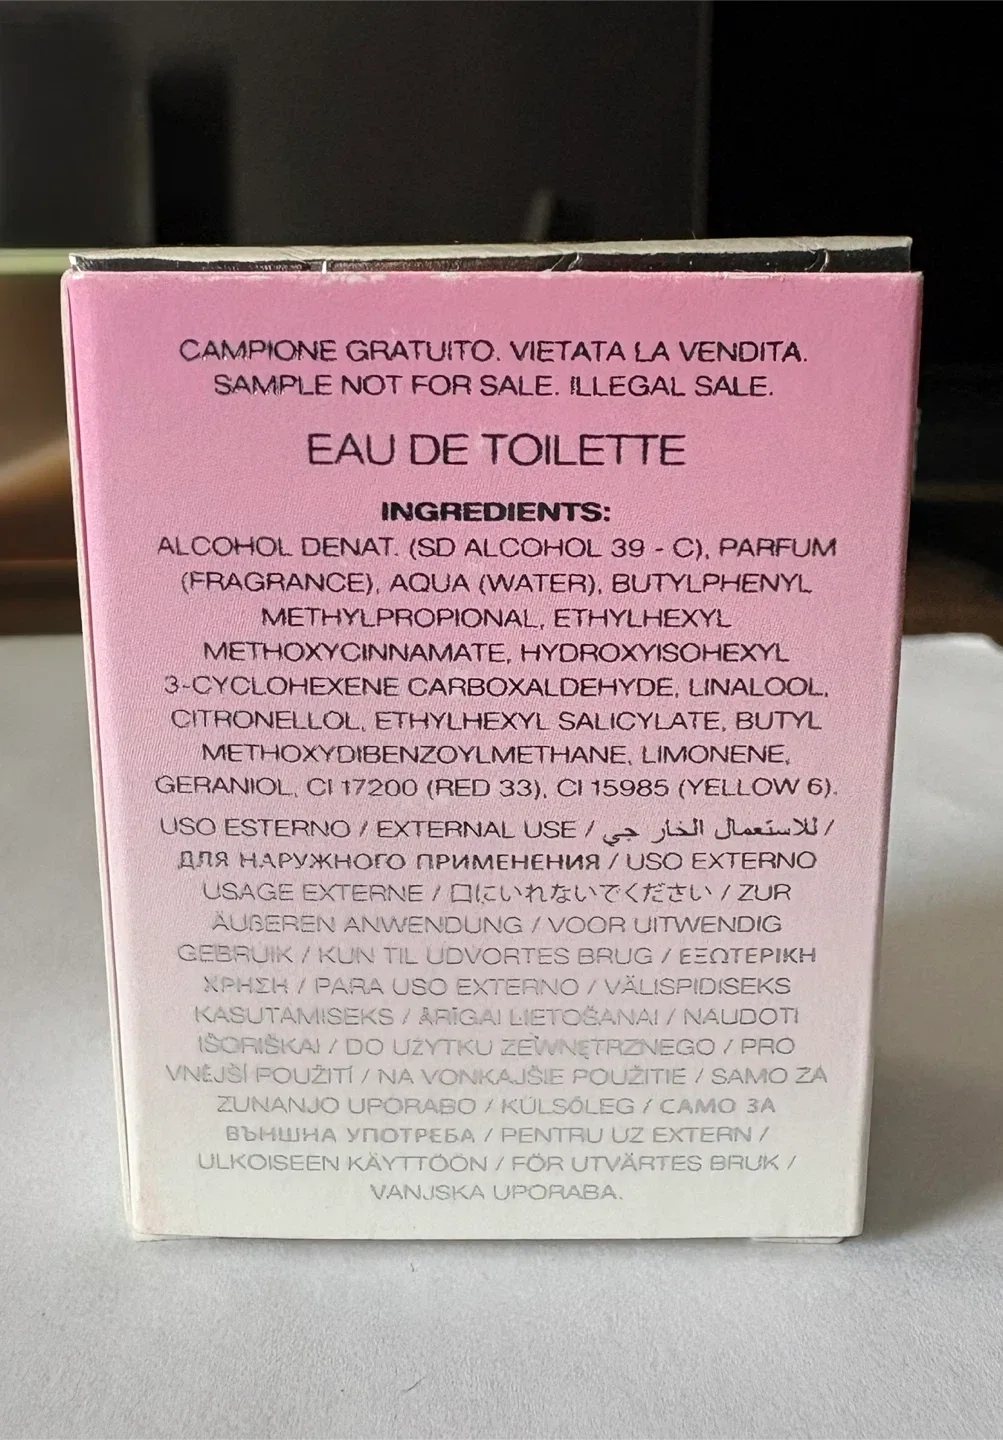 CAMPIONE GRATUITO. VIETATA LA VENDITA.
SAMPLE NOT FOR SALE. ILLEGAL SALE.
EAU DE TOILETTE
INGREDIENTS:
ALCOHOL DENAT. (SD ALCOHOL 39 - C), PARFUM
(FRAGRANCE), AQUA (WATER), BUTYLPHENYL
METHYLPROPIONAL, ETHYLHEXYL
METHOXYCINNAMATE, HYDROXYISOHEXYL
3-CYCLOHEXENE CARBOXALDEHYDE, LINALOOL,
CITRONELLOL, ETHYLHEXYL SALICYLATE, BUTYL
METHOXYDIBENZOYLMETHANE, LIMONENE,
GERANIOL, CI 17200 (RED 33), CI 15985 (YELLOW 6).
USO ESTERNO / EXTERNAL USE / للاستعمال الخار جي /
ДЛЯ НАРУЖНОГО ПРИМЕНЕНИЯ / USO EXTERNO
USAGE EXTERNE / 口にいれないでください / ZUR
ÄUßEREN ANWENDUNG / VOOR UITWENDIG
GEBRUIK / KUN TIL UDVORTES BRUG / ΕΞΩΤΕΡΙΚΗ
ΧΡΗΣΗ / PARA USO EXTERNO / VÄLISPIDISEKS
KASUTAMISEKS / ĀRĪGAI LIETOŠANAI / NAUDOTI
IŠORIŠKAI / DO UŻYTKU ZEWNĘTRZNEGO / PRO
VNĚJŠÍ POUŽITÍ / NA VONKAJŠIE POUŽITIE / SAMO ZA
ZUNANJO UPORABO / KÜLSŐLEG / САМО ЗА
ВЪНШНА УПОТРЕБА / PENTRU UZ EXTERN /
ULKOISEEN KÄYTTÖÖN / FÖR UTVÄRTES BRUK /
VANJSKA UPORABA.